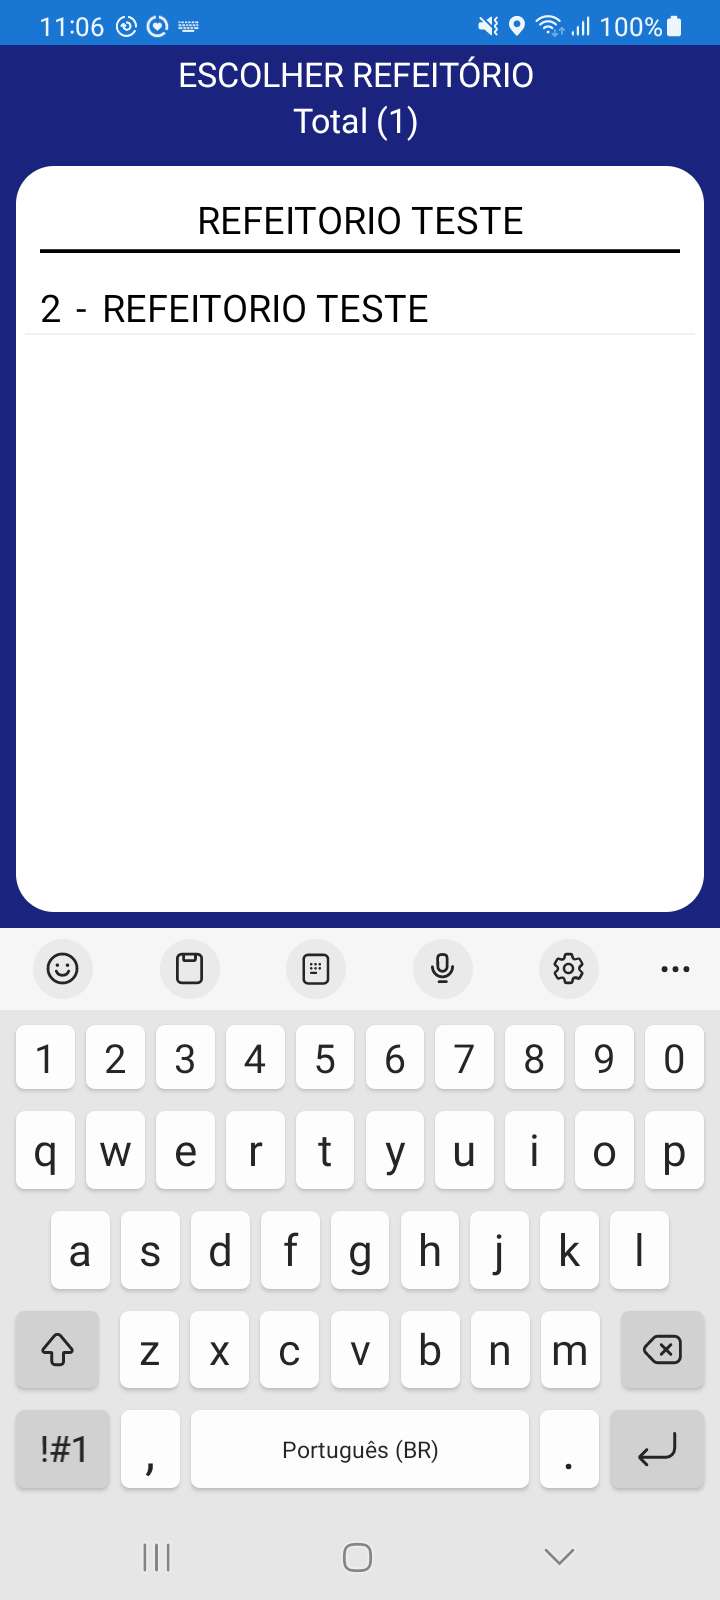 11:06 100%
ESCOLHER REFEITÓRIO
Total (1)
REFEITORIO TESTE
2 - REFEITORIO TESTE
1 2 3 4 5 6 7 8 9 0
q w e r t y u i o p
a s d f g h j k l
z x c v b n m
!#1 , Português (BR) .